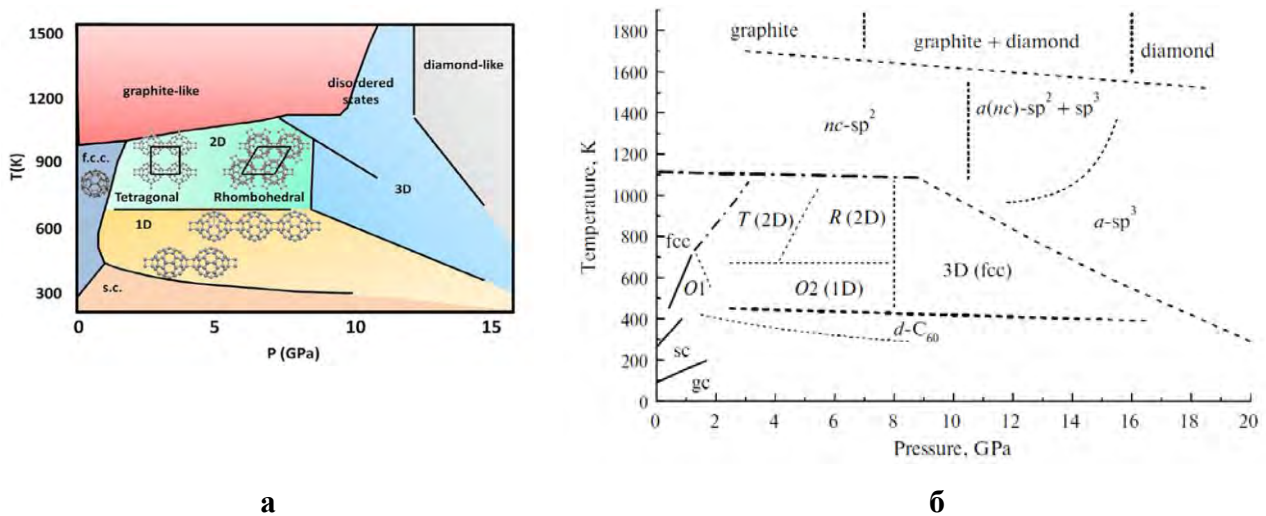 1500
1200
900
600
300
T(K)
graphite-like
disordered
states
diamond-like
f.c.c.
2D
Tetragonal
Rhombohedral
3D
1D
s.c.
0
5
10
15
P (GPa)
а
1800
1600
1400
1200
1000
800
600
400
200
0
Temperature, K
graphite
graphite + diamond
diamond
nc-sp²
a(nc)-sp² + sp³
a-sp³
fcc
T (2D)
R (2D)
3D (fcc)
O1
O2 (1D)
d-C₆₀
sc
gc
0 2 4 6 8 10 12 14 16 18 20
Pressure, GPa
б